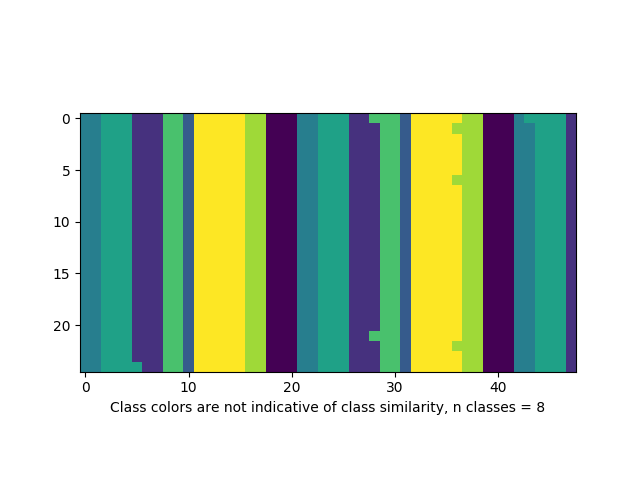 0
5
10
15
20
0 10 20 30 40
Class colors are not indicative of class similarity, n classes = 8